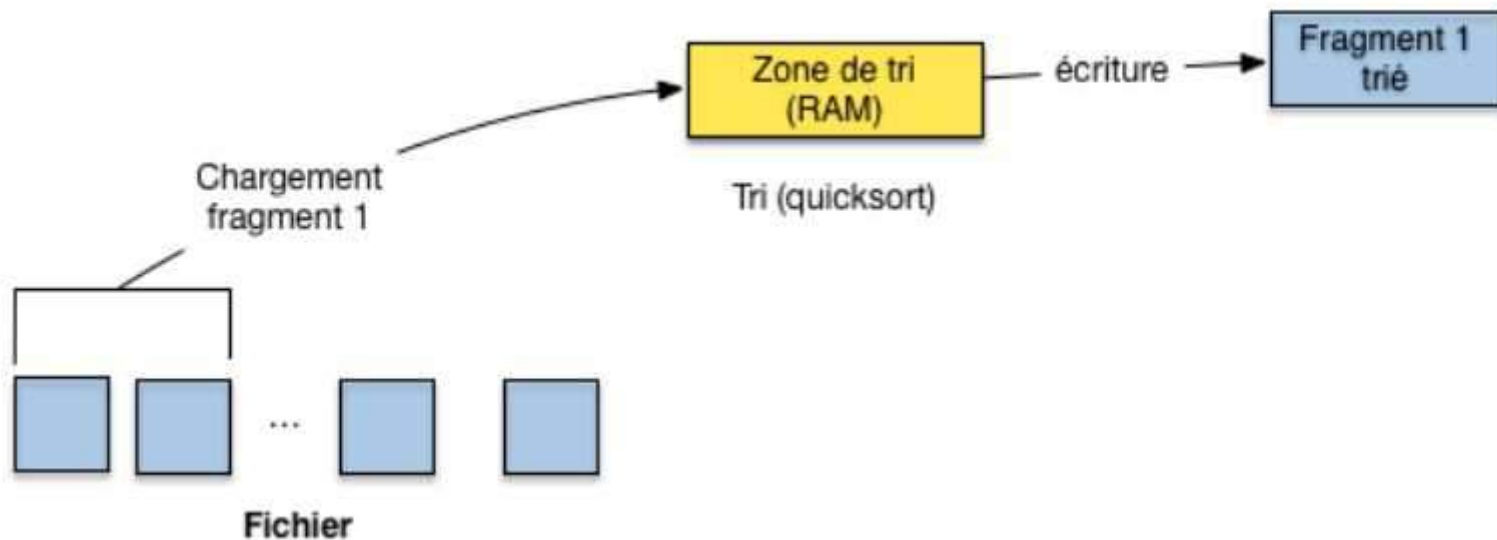 Zone de tri
(RAM)
écriture
Fragment 1
trié
Chargement
fragment 1
Tri (quicksort)
...
Fichier